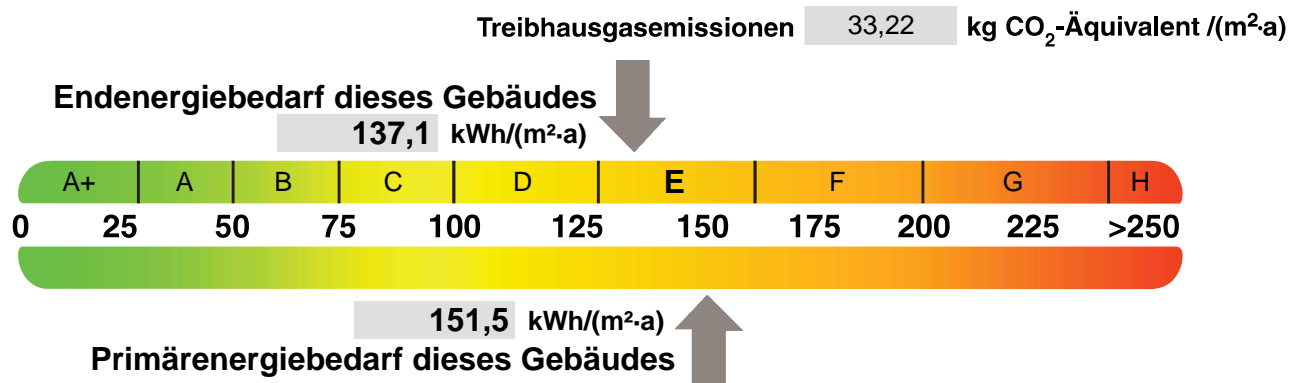 Treibhausgasemissionen 33,22 kg CO₂-Äquivalent /(m²·a)
Endenergiebedarf dieses Gebäudes
137,1 kWh/(m²·a)
A+ A B C D E F G H
0 25 50 75 100 125 150 175 200 225 >250
151,5 kWh/(m²·a)
Primärenergiebedarf dieses Gebäudes